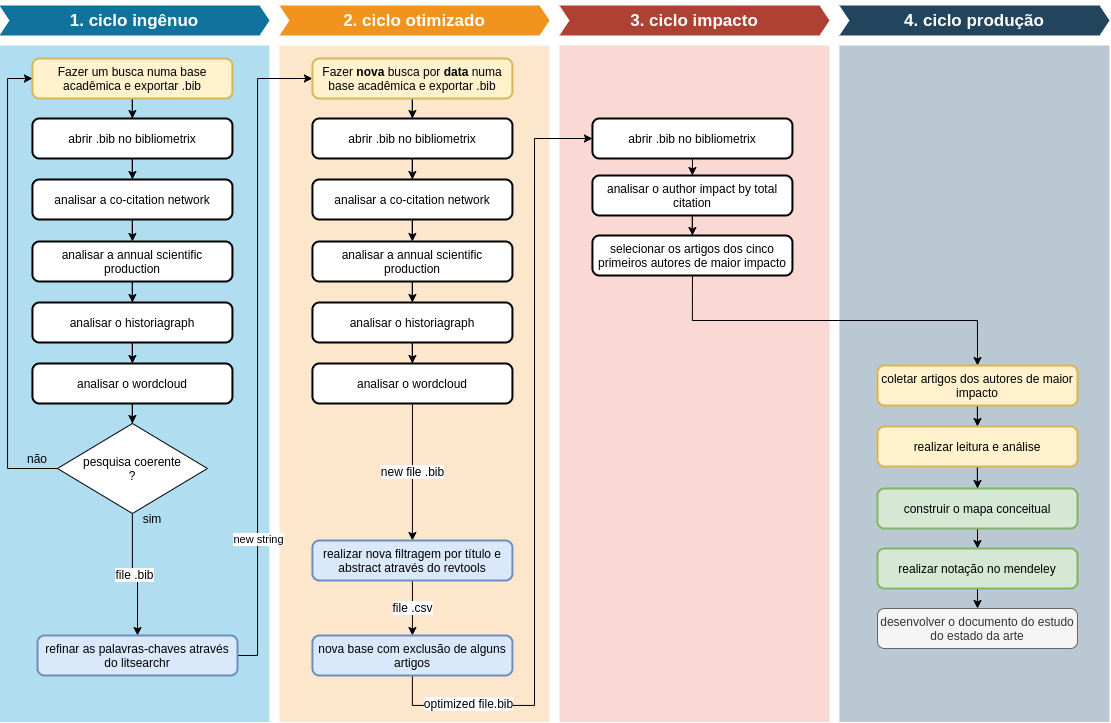 1. ciclo ingênuo
2. ciclo otimizado
3. ciclo impacto
4. ciclo produção
Fazer um busca numa base
acadêmica e exportar .bib
abrir .bib no bibliometrix
analisar a co-citation network
analisar a annual scientific
production
analisar o historiagraph
analisar o wordcloud
pesquisa coerente
?
não
sim
file .bib
refinar as palavras-chaves através
do litsearchr
new string
Fazer nova busca por data numa
base acadêmica e exportar .bib
abrir .bib no bibliometrix
analisar a co-citation network
analisar a annual scientific
production
analisar o historiagraph
analisar o wordcloud
new file .bib
realizar nova filtragem por título e
abstract através do revtools
file .csv
nova base com exclusão de alguns
artigos
optimized file.bib
abrir .bib no bibliometrix
analisar o author impact by total
citation
selecionar os artigos dos cinco
primeiros autores de maior impacto
coletar artigos dos autores de maior
impacto
realizar leitura e análise
construir o mapa conceitual
realizar notação no mendeley
desenvolver o documento do estudo
do estado da arte